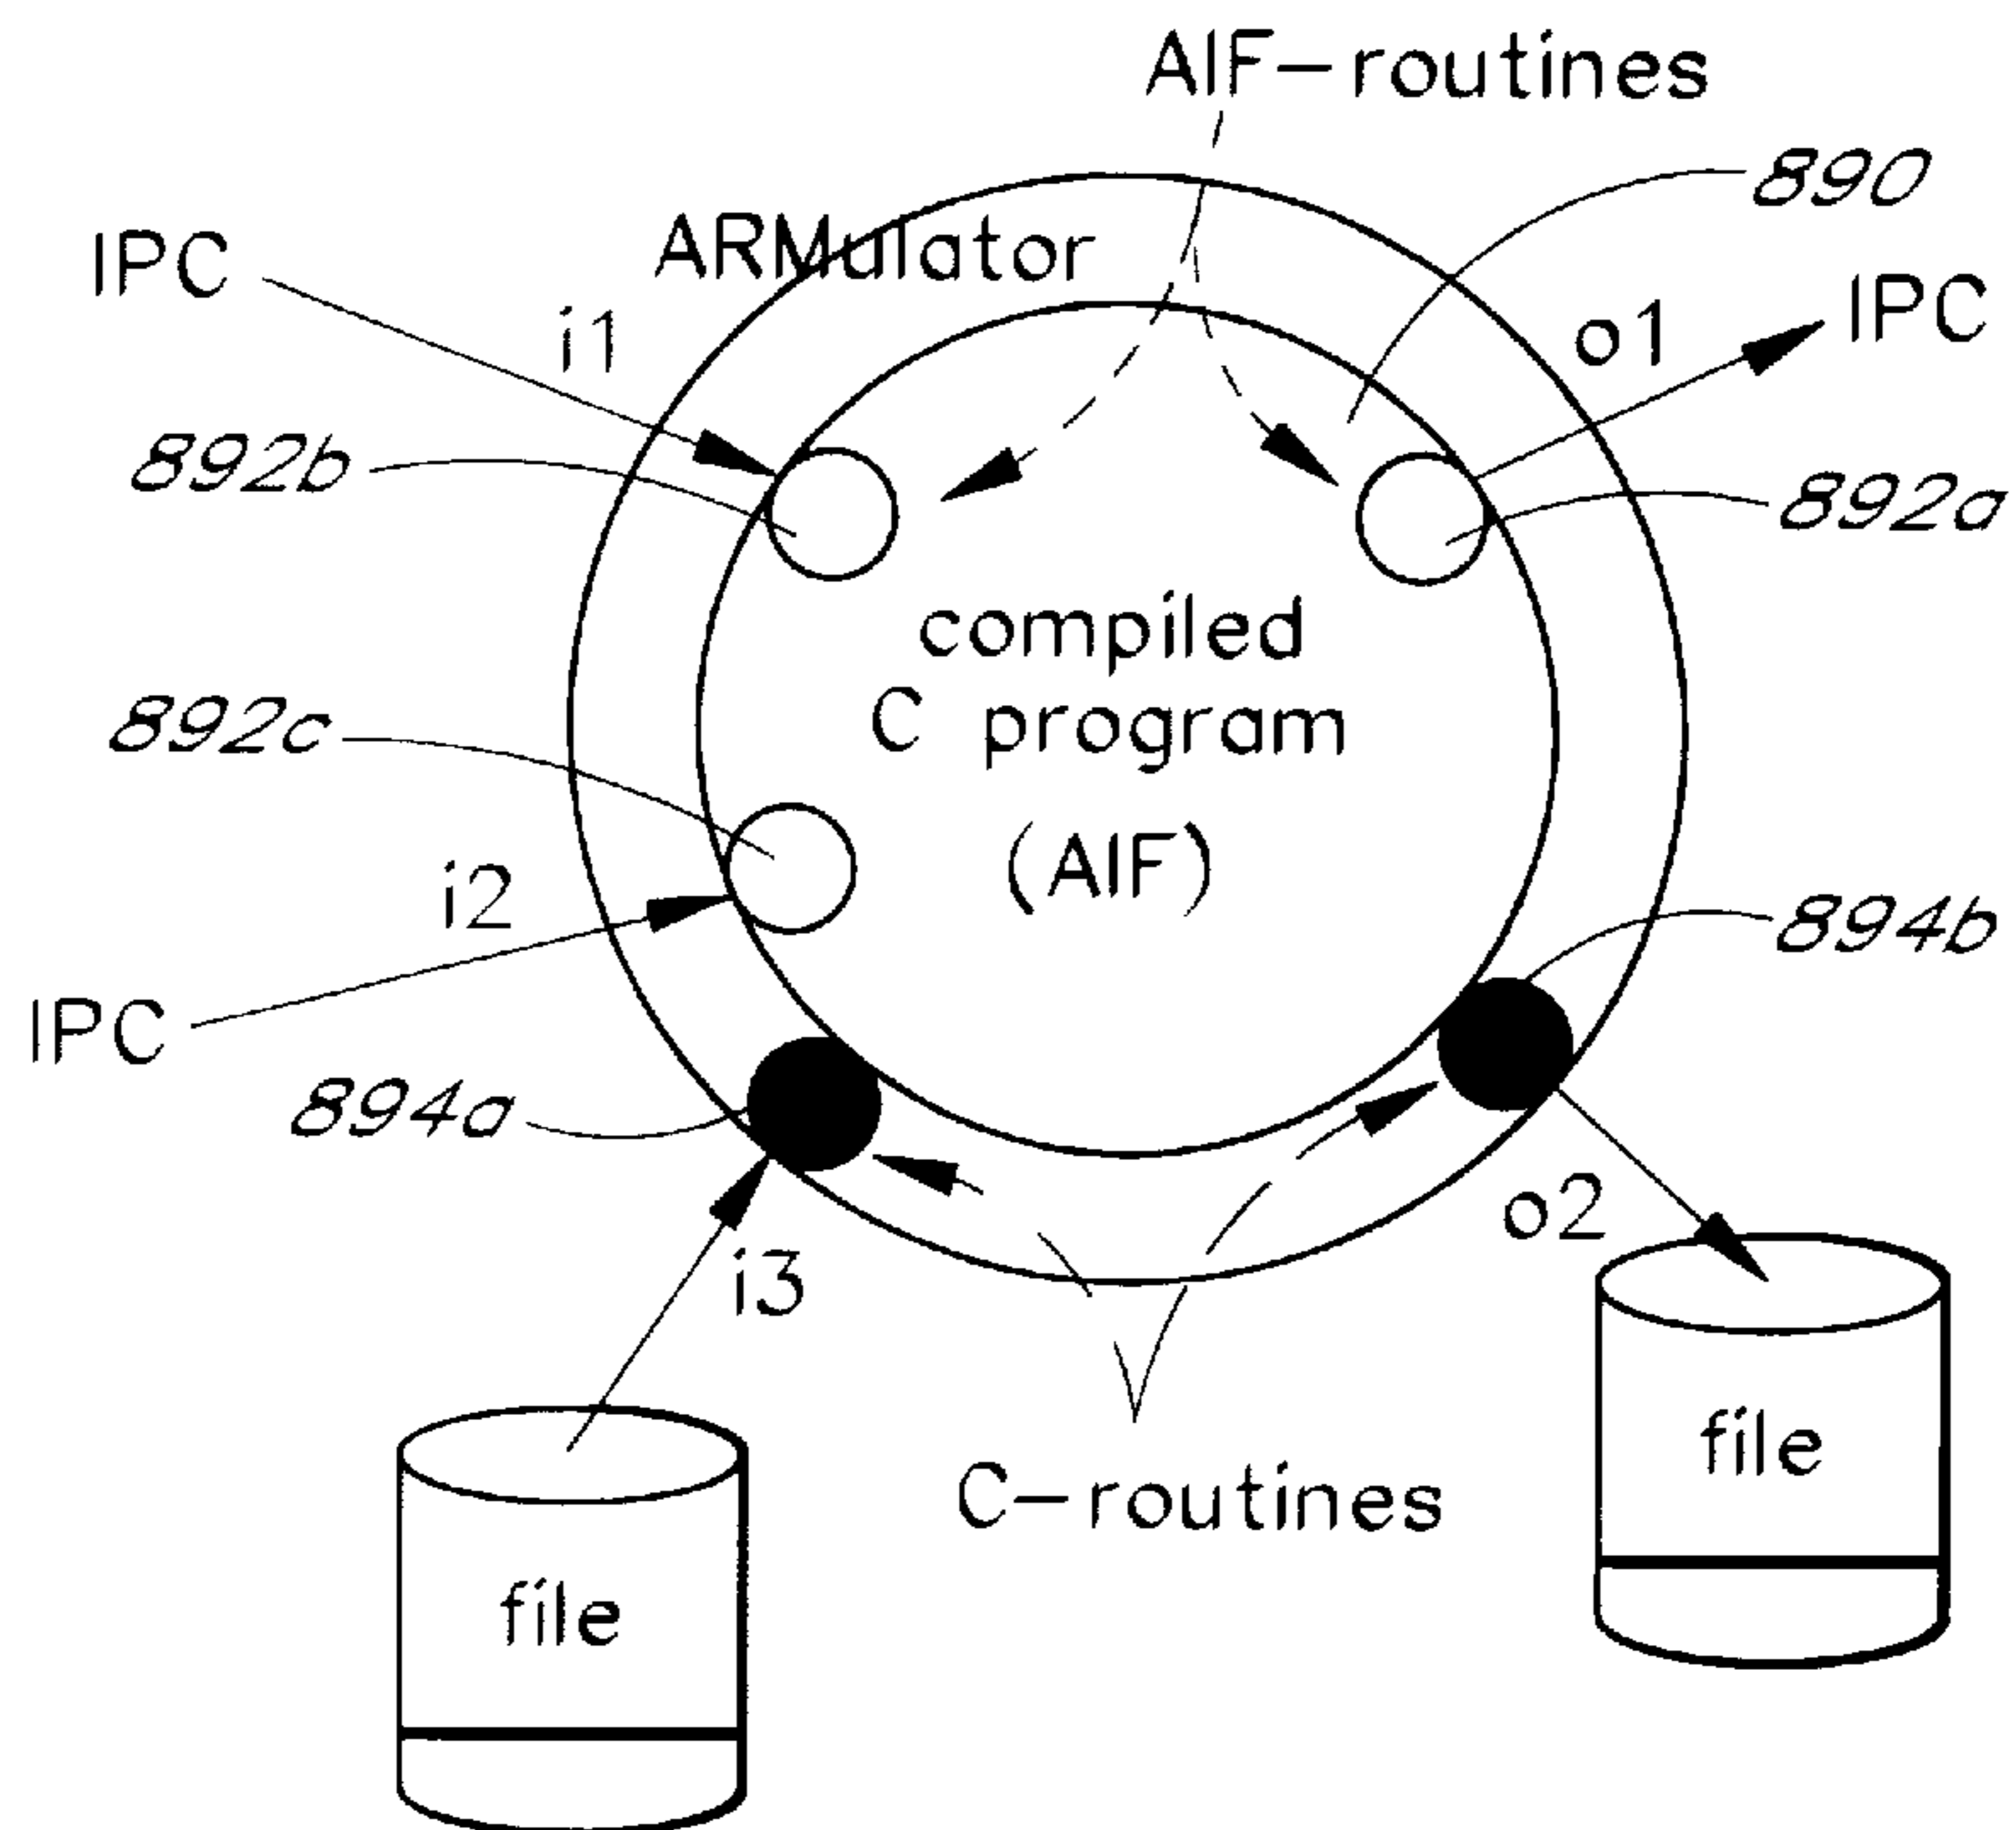 AIF-routines
890
ARMulator
IPC
i1
o1
IPC
892b
892a
compiled
C program
(AIF)
892c
i2
894b
IPC
894a
o2
i3
file
C-routines
file